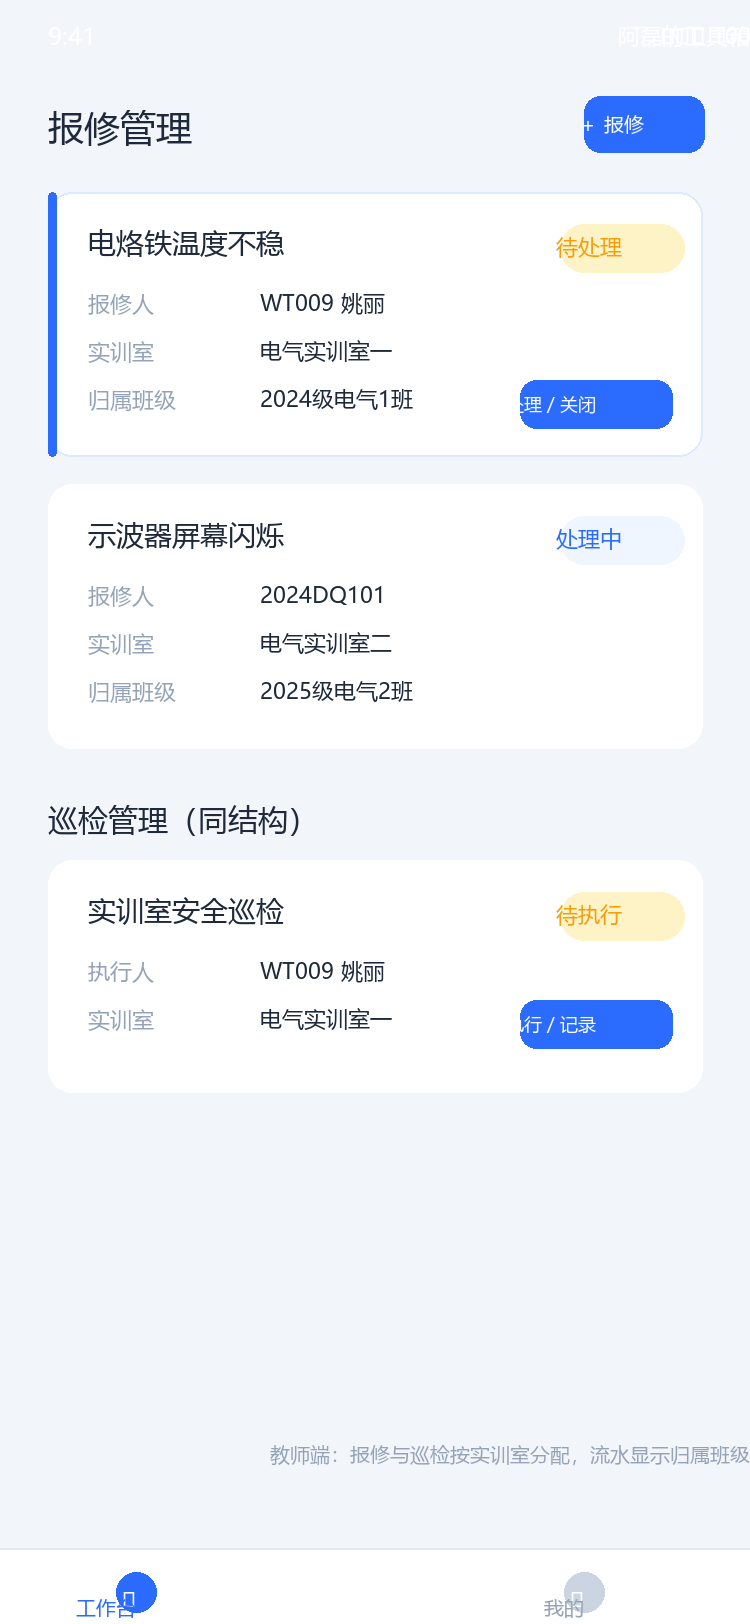 9:41
阿磊的工具箱
报修管理
+ 报修
电烙铁温度不稳
待处理
报修人 WT009 姚丽
实训室 电气实训室一
归属班级 2024级电气1班
理 / 关闭
示波器屏幕闪烁
处理中
报修人 2024DQ101
实训室 电气实训室二
归属班级 2025级电气2班
巡检管理（同结构）
实训室安全巡检
待执行
执行人 WT009 姚丽
实训室 电气实训室一
行 / 记录
教师端：报修与巡检按实训室分配，流水显示归属班级
工作台
我的